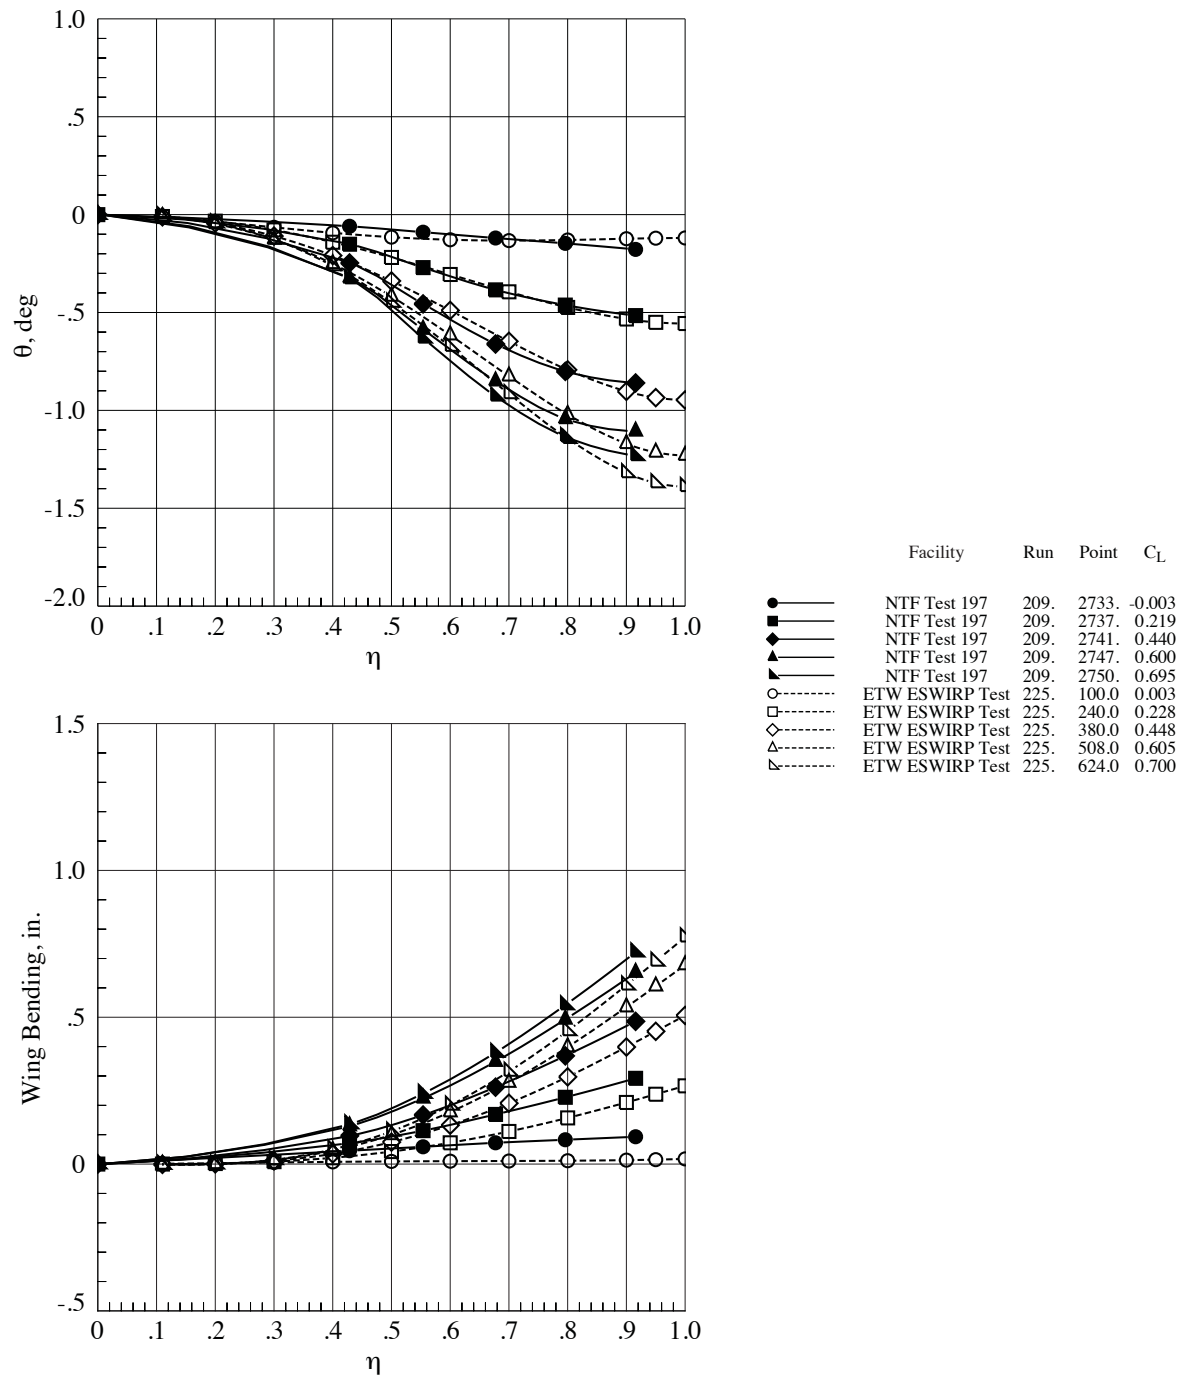 1.0
.5
0
-.5
-1.0
-1.5
-2.0
θ, deg
0 .1 .2 .3 .4 .5 .6 .7 .8 .9 1.0
η
Facility Run Point CL
NTF Test 197 209. 2733. -0.003
NTF Test 197 209. 2737. 0.219
NTF Test 197 209. 2741. 0.440
NTF Test 197 209. 2747. 0.600
NTF Test 197 209. 2750. 0.695
ETW ESWIRP Test 225. 100.0 0.003
ETW ESWIRP Test 225. 240.0 0.228
ETW ESWIRP Test 225. 380.0 0.448
ETW ESWIRP Test 225. 508.0 0.605
ETW ESWIRP Test 225. 624.0 0.700
1.5
1.0
.5
0
-.5
Wing Bending, in.
0 .1 .2 .3 .4 .5 .6 .7 .8 .9 1.0
η